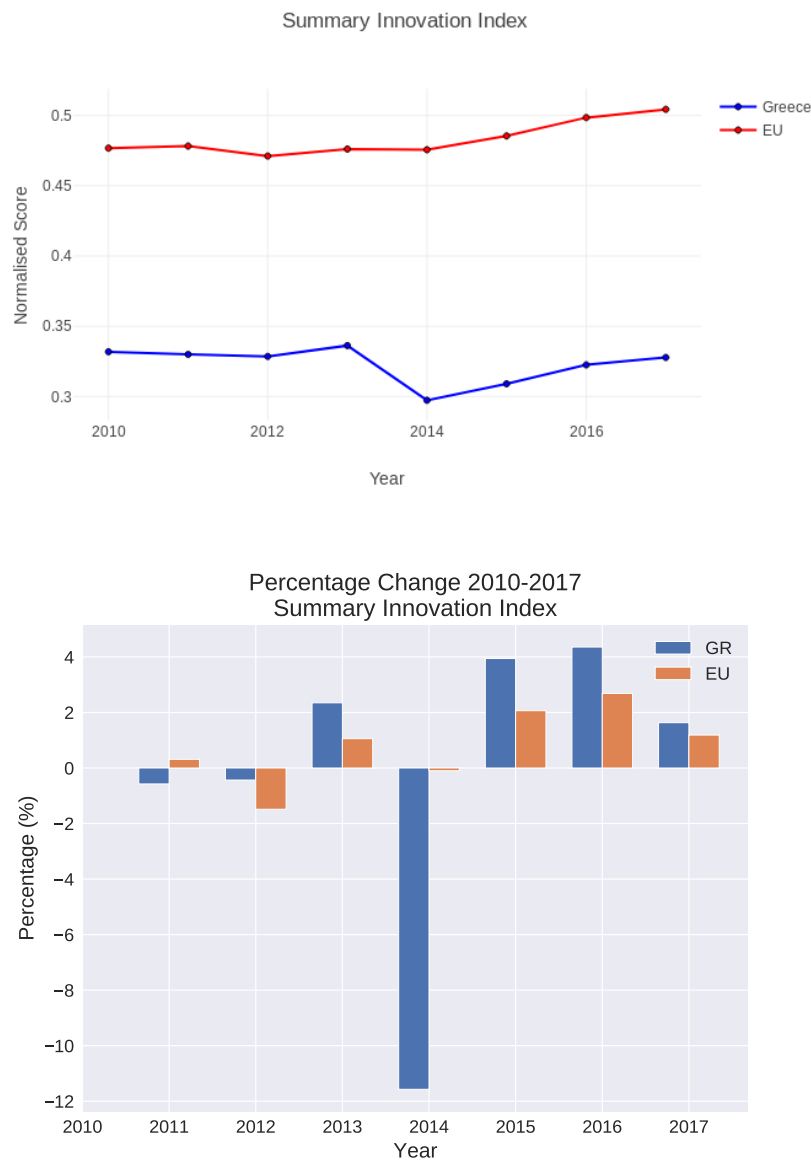 Summary Innovation Index
Greece
EU
0.5
0.45
0.4
0.35
0.3
Normalised Score
2010 2012 2014 2016
Year
Percentage Change 2010-2017
Summary Innovation Index
GR
EU
4
2
0
−2
−4
−6
−8
−10
−12
Percentage (%)
2010 2011 2012 2013 2014 2015 2016 2017
Year